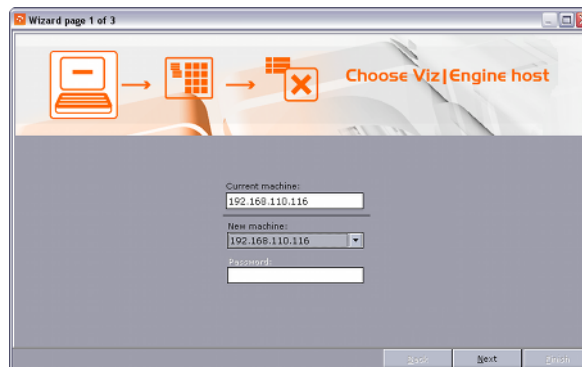 Wizard page 1 of 3
Choose Viz|Engine host
Current machine:
192.168.110.116
New machine:
192.168.110.116
Password:
Back
Next
Finish